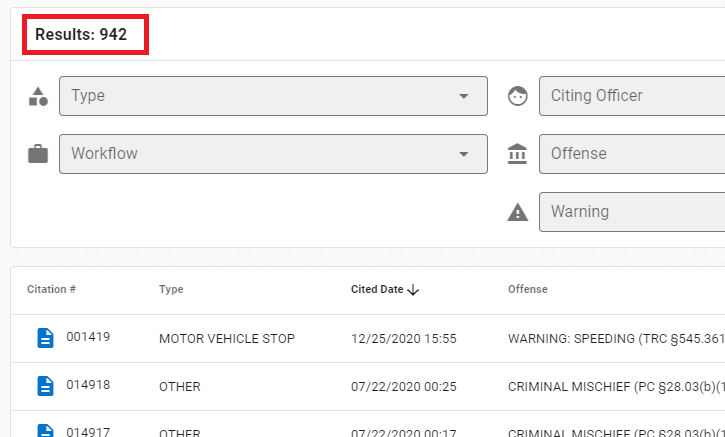 Results: 942
Type Citing Officer
Workflow Offense
Warning
Citation # Type Cited Date Offense
001419 MOTOR VEHICLE STOP 12/25/2020 15:55 WARNING: SPEEDING (TRC §545.361
014918 OTHER 07/22/2020 00:25 CRIMINAL MISCHIEF (PC §28.03(b)(1
014917 OTHER 07/22/2020 00:17 CRIMINAL MISCHIEF (PC §28.03(b)(1